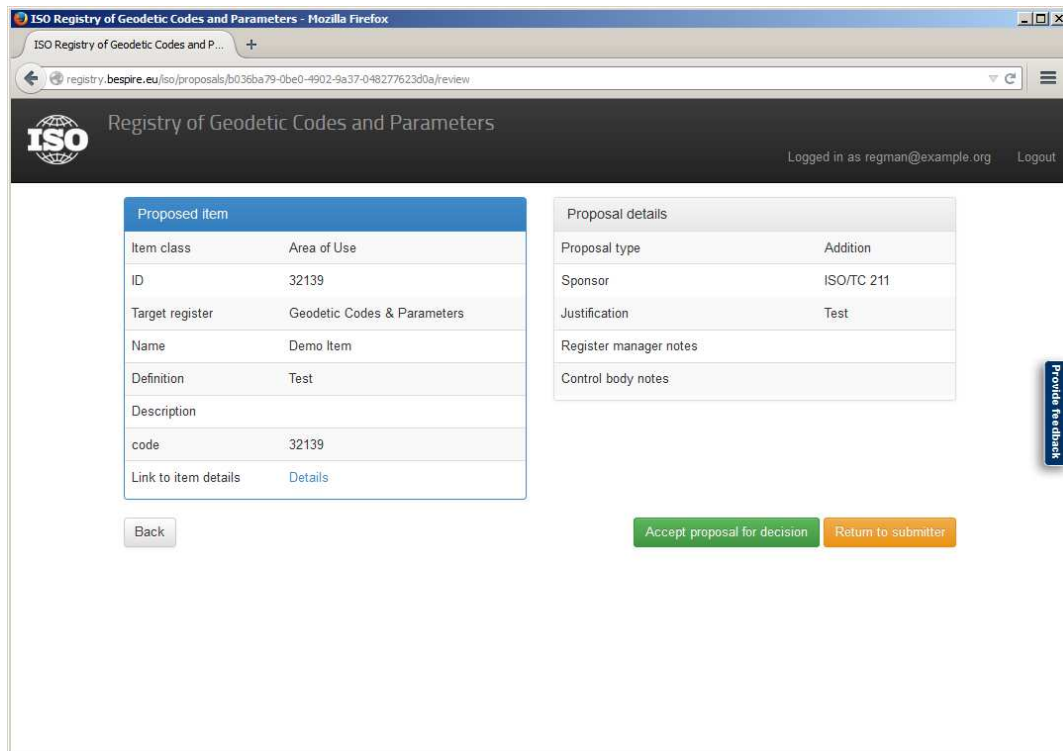 ISO Registry of Geodetic Codes and Parameters - Mozilla Firefox
ISO Registry of Geodetic Codes and P... +
registry.bespire.eu/iso/proposals/b036ba79-0be0-4902-9a37-048277623d0a/review
ISO
Registry of Geodetic Codes and Parameters
Logged in as regman@example.org Logout
Proposed item
Item class Area of Use
ID 32139
Target register Geodetic Codes & Parameters
Name Demo Item
Definition Test
Description
code 32139
Link to item details Details
Proposal details
Proposal type Addition
Sponsor ISO/TC 211
Justification Test
Register manager notes
Control body notes
Provide feedback
Back
Accept proposal for decision
Return to submitter